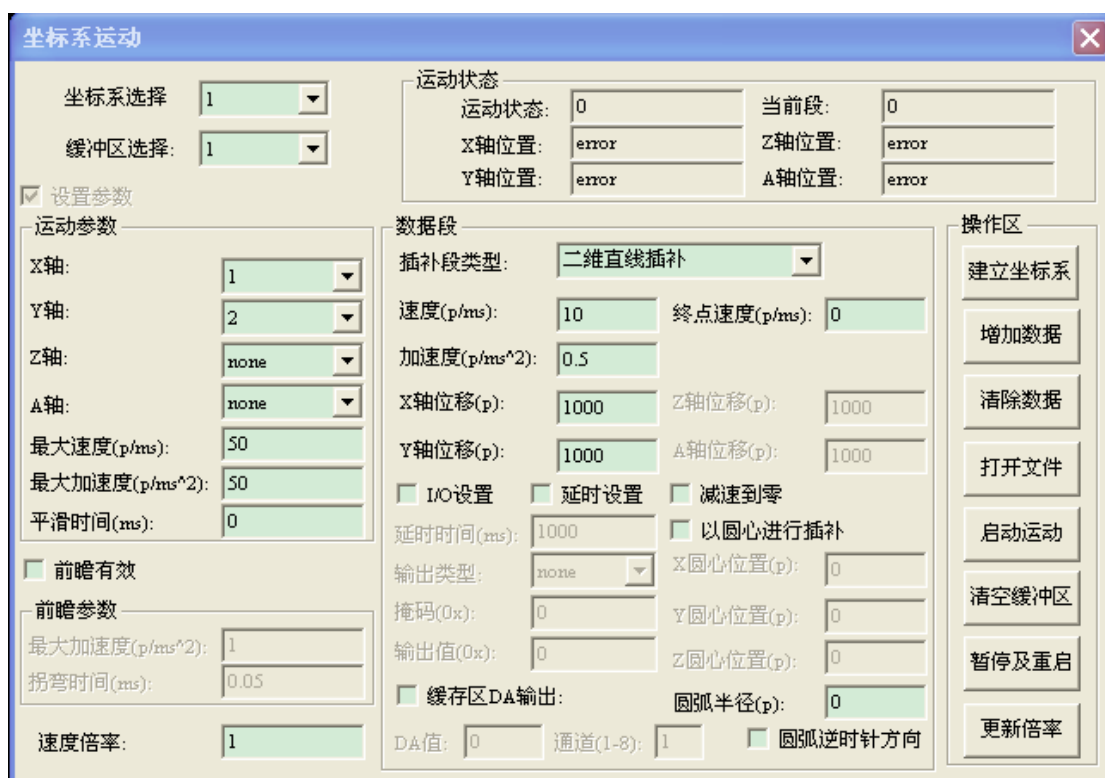 坐标系运动
坐标系选择 1
缓冲区选择: 1
设置参数
运动状态
运动状态: 0 当前段: 0
X轴位置: error Z轴位置: error
Y轴位置: error A轴位置: error
运动参数
X轴: 1
Y轴: 2
Z轴: none
A轴: none
最大速度(p/ms): 50
最大加速度(p/ms^2): 50
平滑时间(ms): 0
前瞻有效
前瞻参数
最大加速度(p/ms^2): 1
拐弯时间(ms): 0.05
速度倍率: 1
数据段
插补段类型: 二维直线插补
速度(p/ms): 10 终点速度(p/ms): 0
加速度(p/ms^2): 0.5
X轴位移(p): 1000 Z轴位移(p): 1000
Y轴位移(p): 1000 A轴位移(p): 1000
I/O设置 延时设置 减速到零
延时时间(ms): 1000 以圆心进行插补
输出类型: none X圆心位置(p): 0
掩码(0x): 0 Y圆心位置(p): 0
输出值(0x): 0 Z圆心位置(p): 0
缓存区DA输出: 圆弧半径(p): 0
DA值: 0 通道(1-8): 1 圆弧逆时针方向
操作区
建立坐标系
增加数据
清除数据
打开文件
启动运动
清空缓冲区
暂停及重启
更新倍率